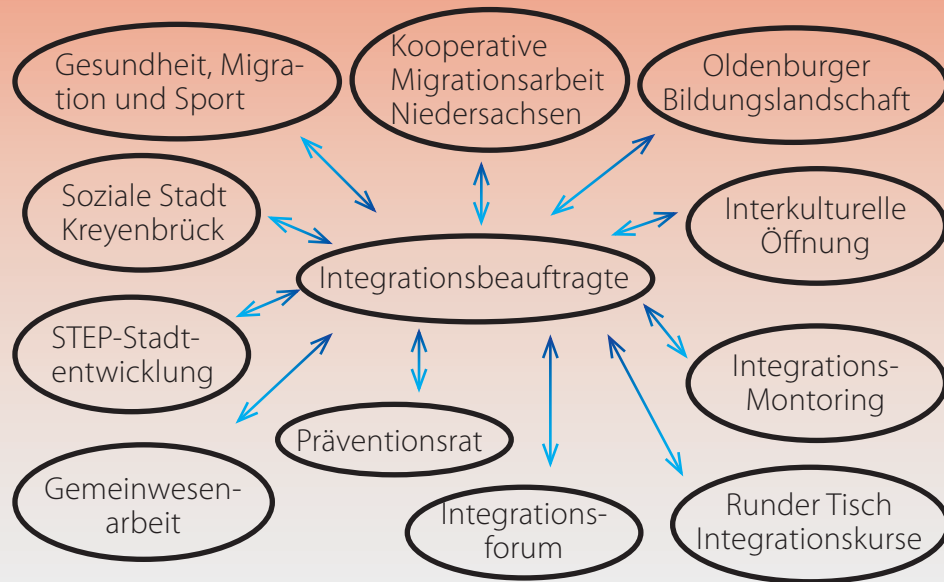 Gesundheit, Migra-
tion und Sport
Kooperative
Migrationsarbeit
Niedersachsen
Oldenburger
Bildungslandschaft
Soziale Stadt
Kreyenbrück
Interkulturelle
Öffnung
Integrationsbeauftragte
STEP-Stadt-
entwicklung
Integrations-
Montoring
Präventionsrat
Gemeinwesen-
arbeit
Integrations-
forum
Runder Tisch
Integrationskurse